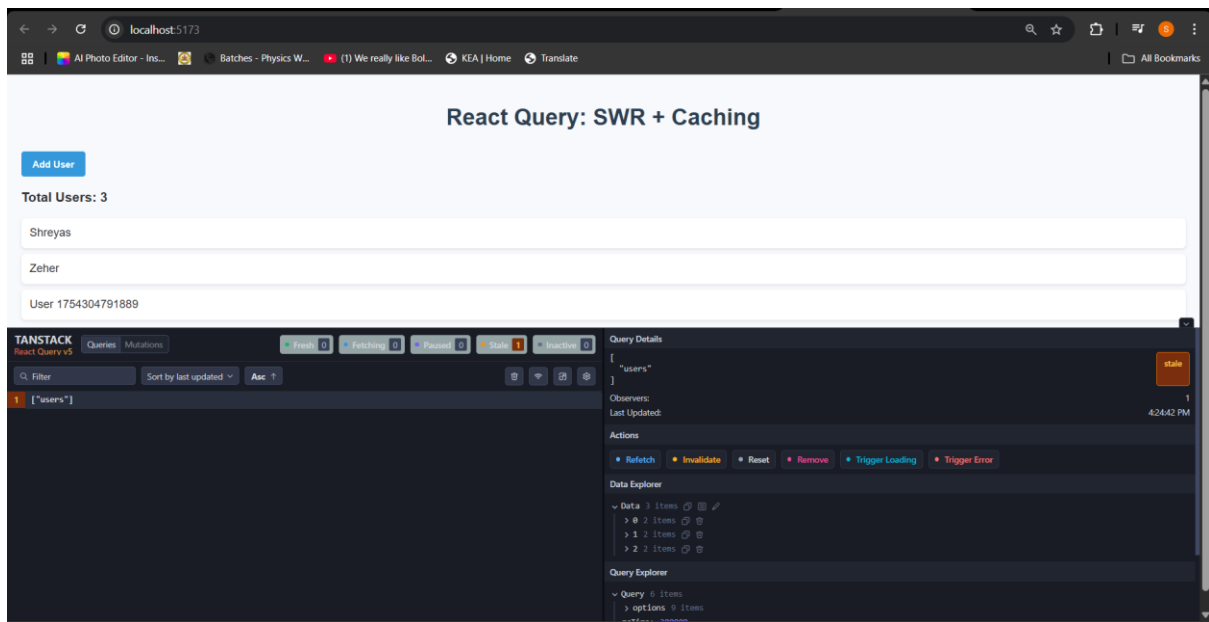 localhost:5173
S
AI Photo Editor - Ins...
Batches - Physics W...
(1) We really like Bol...
KEA | Home
Translate
All Bookmarks
React Query: SWR + Caching
Add User
Total Users: 3
Shreyas
Zeher
User 1754304791889
TANSTACK
React Query v5
Queries Mutations
Fresh 0
Fetching 0
Paused 0
Stale 1
Inactive 0
Filter
Sort by last updated
Asc ↑
1 ["users"]
Query Details
[
"users"
]
stale
Observers: 1
Last Updated: 4:24:42 PM
Actions
Refetch
Invalidate
Reset
Remove
Trigger Loading
Trigger Error
Data Explorer
Data 3 items
0 2 items
1 2 items
2 2 items
Query Explorer
Query 6 items
options 9 items